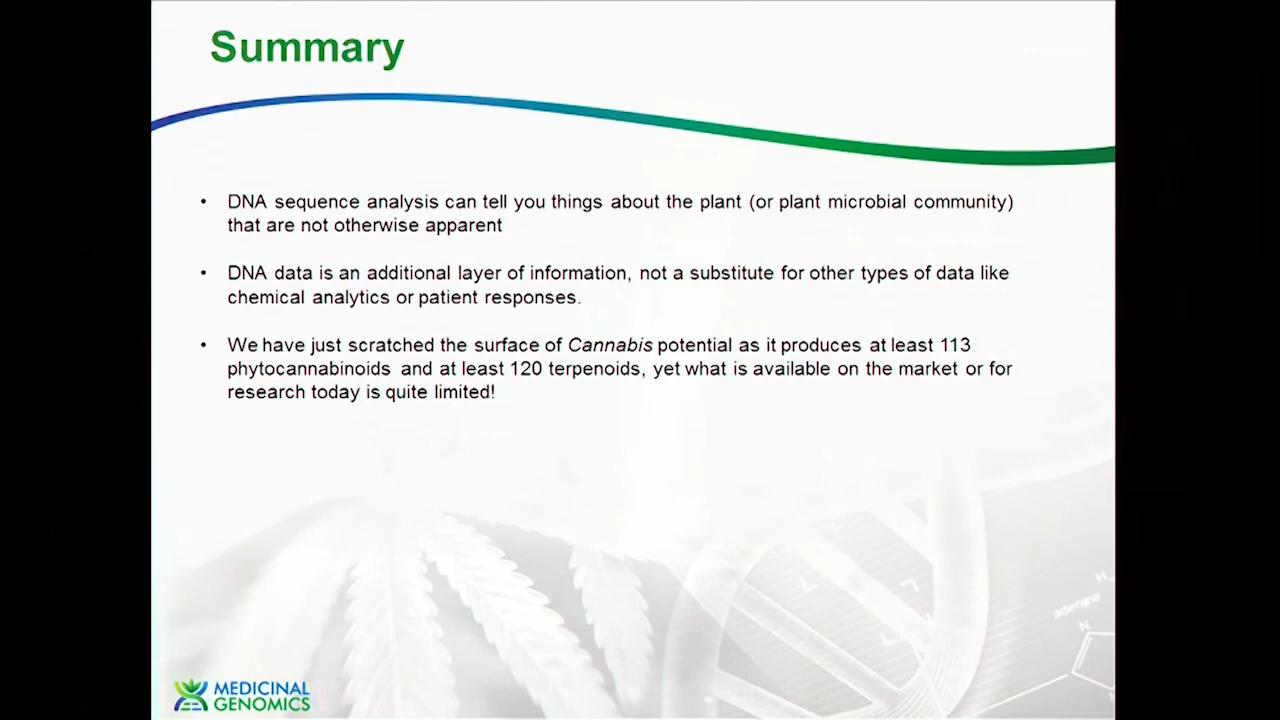 Summary
• DNA sequence analysis can tell you things about the plant (or plant microbial community)
that are not otherwise apparent
• DNA data is an additional layer of information, not a substitute for other types of data like
chemical analytics or patient responses.
• We have just scratched the surface of Cannabis potential as it produces at least 113
phytocannabinoids and at least 120 terpenoids, yet what is available on the market or for
research today is quite limited!
adenine
H
N
MEDICINAL
GENOMICS